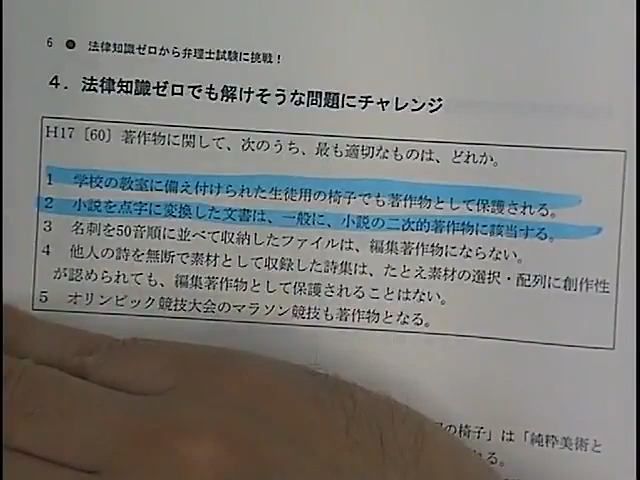 6 ● 法律知識ゼロから弁理士試験に挑戦！
4．法律知識ゼロでも解けそうな問題にチャレンジ
H17〔60〕著作物に関して、次のうち、最も適切なものは、どれか。
1 学校の教室に備え付けられた生徒用の椅子でも著作物として保護される。
2 小説を点字に変換した文書は、一般に、小説の二次的著作物に該当する。
3 名刺を50音順に並べて収納したファイルは、編集著作物にならない。
4 他人の詩を無断で素材として収録した詩集は、たとえ素材の選択・配列に創作性
が認められても、編集著作物として保護されることはない。
5 オリンピック競技大会のマラソン競技も著作物となる。
の椅子」は「純粋美術と
る。